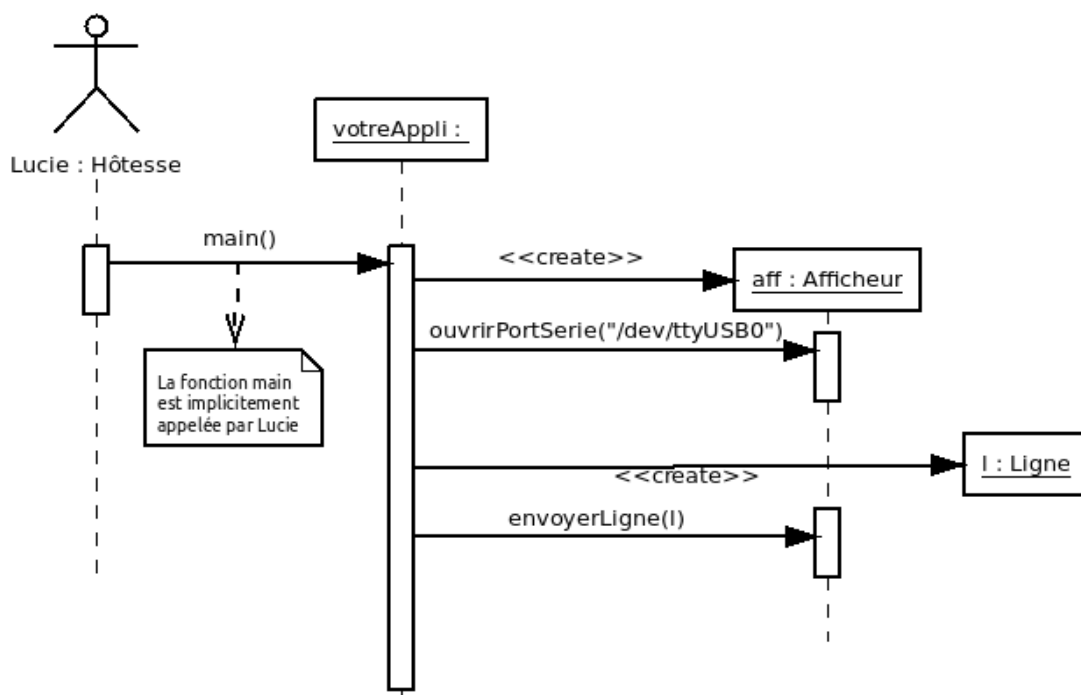 Lucie : Hôtesse
votreAppli :
main()
<<create>>
aff : Afficheur
ouvrirPortSerie("/dev/ttyUSB0")
La fonction main
est implicitement
appelée par Lucie
l : Ligne
<<create>>
envoyerLigne(l)